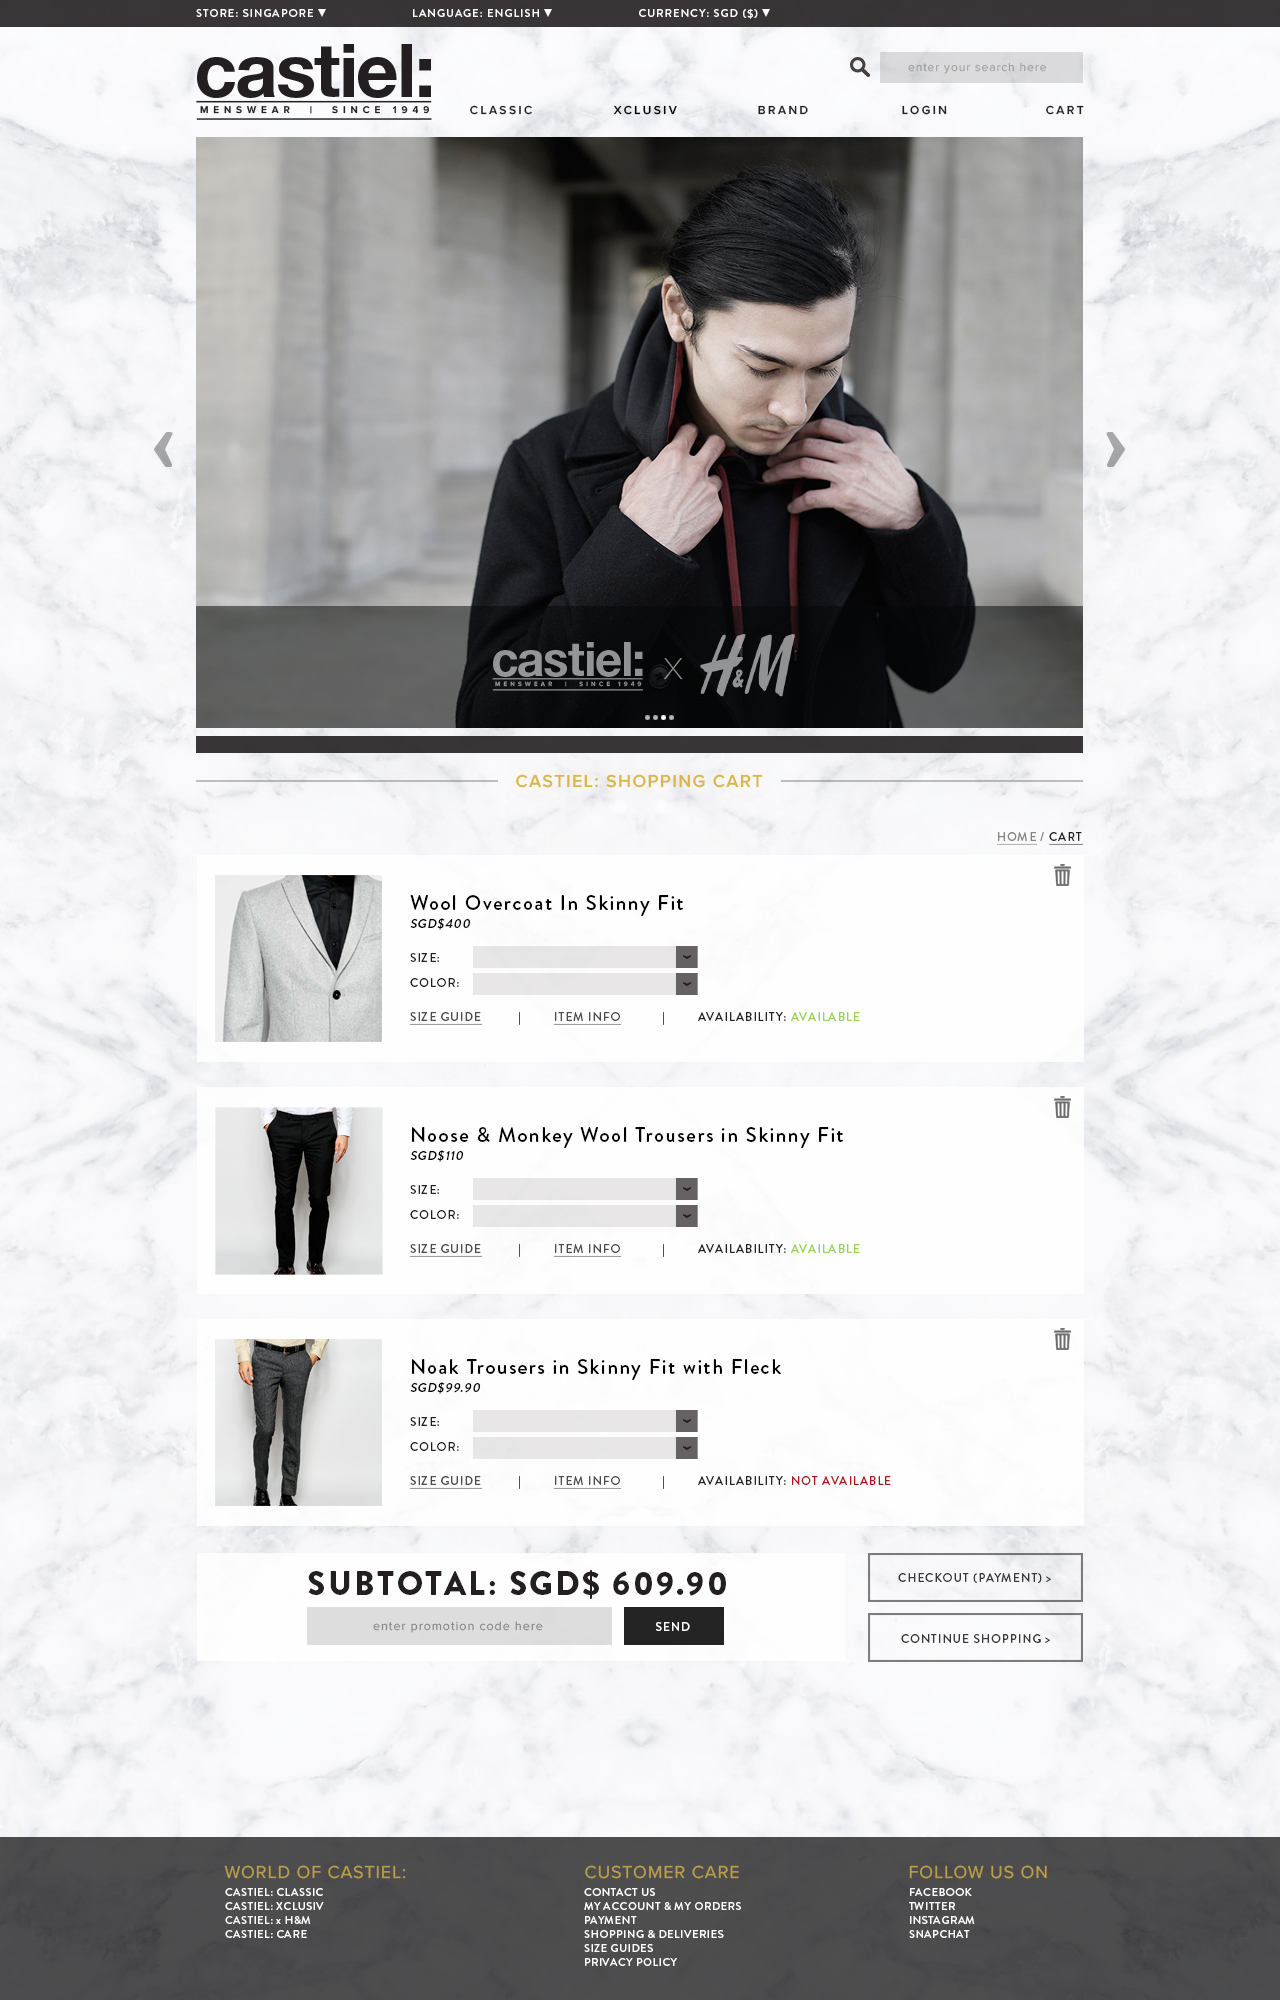 STORE: SINGAPORE ▼ LANGUAGE: ENGLISH ▼ CURRENCY: SGD ($) ▼
castiel:
MENSWEAR | SINCE 1949
enter your search here
CLASSIC XCLUSIV BRAND LOGIN CART
castiel: X H&M
MENSWEAR | SINCE 1949
CASTIEL: SHOPPING CART
HOME / CART
Wool Overcoat In Skinny Fit
SGD$400
SIZE:
COLOR:
SIZE GUIDE | ITEM INFO | AVAILABILITY: AVAILABLE
Noose & Monkey Wool Trousers in Skinny Fit
SGD$110
SIZE:
COLOR:
SIZE GUIDE | ITEM INFO | AVAILABILITY: AVAILABLE
Noak Trousers in Skinny Fit with Fleck
SGD$99.90
SIZE:
COLOR:
SIZE GUIDE | ITEM INFO | AVAILABILITY: NOT AVAILABLE
SUBTOTAL: SGD$ 609.90
enter promotion code here SEND
CHECKOUT (PAYMENT) >
CONTINUE SHOPPING >
WORLD OF CASTIEL:
CASTIEL: CLASSIC
CASTIEL: XCLUSIV
CASTIEL: x H&M
CASTIEL: CARE
CUSTOMER CARE
CONTACT US
MY ACCOUNT & MY ORDERS
PAYMENT
SHOPPING & DELIVERIES
SIZE GUIDES
PRIVACY POLICY
FOLLOW US ON
FACEBOOK
TWITTER
INSTAGRAM
SNAPCHAT